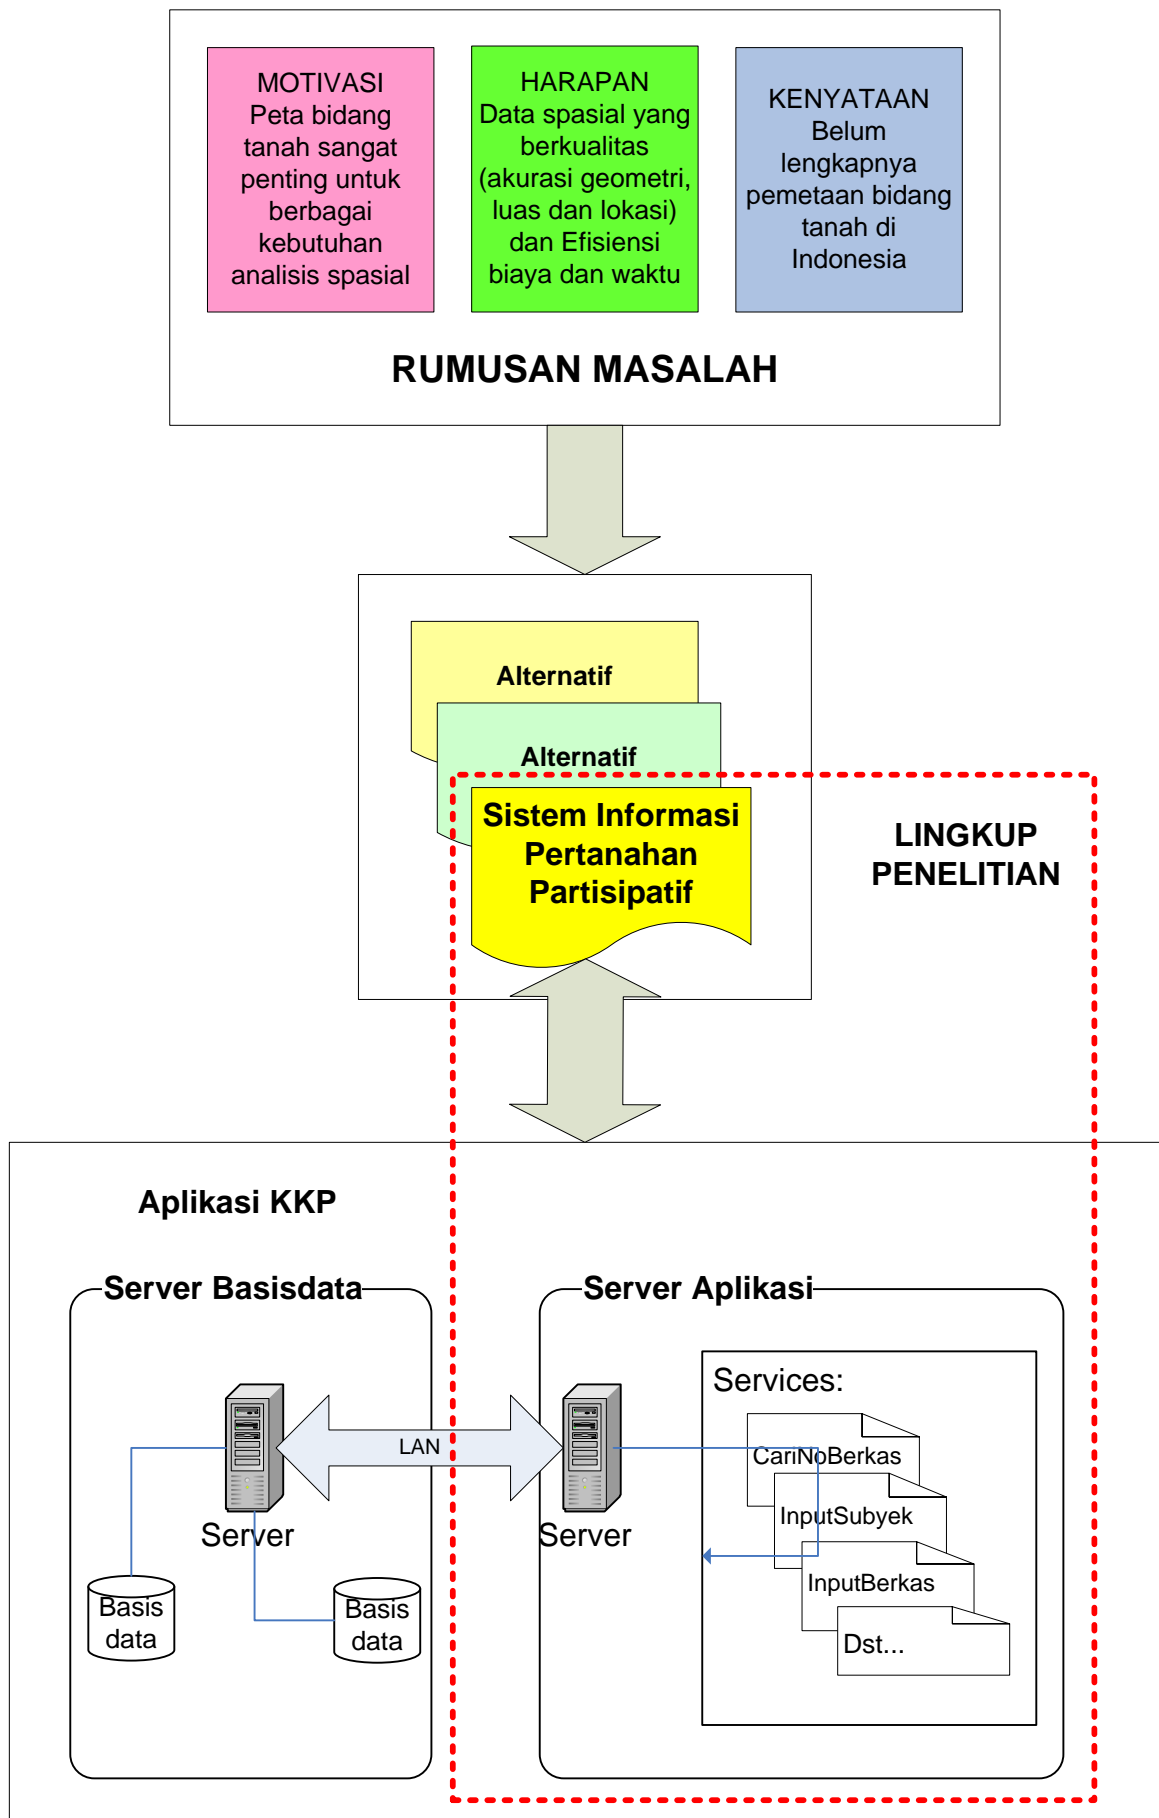 MOTIVASI
Peta bidang
tanah sangat
penting untuk
berbagai
kebutuhan
analisis spasial
HARAPAN
Data spasial yang
berkualitas
(akurasi geometri,
luas dan lokasi)
dan Efisiensi
biaya dan waktu
KENYATAAN
Belum
lengkapnya
pemetaan bidang
tanah di
Indonesia
RUMUSAN MASALAH
Alternatif
Alternatif
Sistem Informasi
Pertanahan
Partisipatif
LINGKUP
PENELITIAN
Aplikasi KKP
Server Basisdata
Server
Basis
data
Basis
data
LAN
Server Aplikasi
Server
Services:
CariNoBerkas
InputSubyek
InputBerkas
Dst...